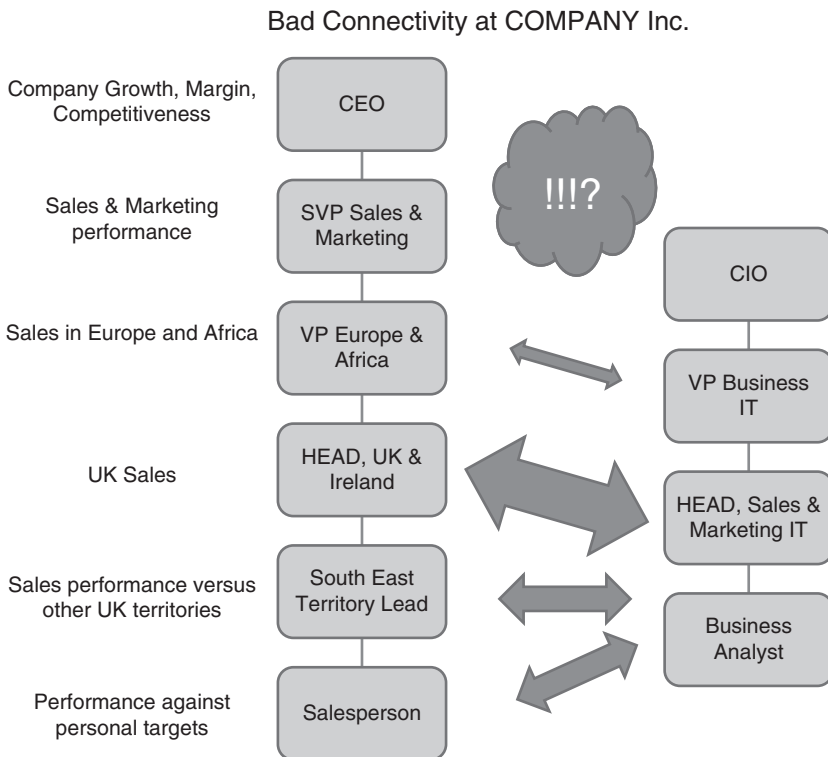 Bad Connectivity at COMPANY Inc.
Company Growth, Margin,
Competitiveness
CEO
!!!?
Sales & Marketing
performance
SVP Sales &
Marketing
CIO
Sales in Europe and Africa
VP Europe &
Africa
VP Business
IT
UK Sales
HEAD, UK &
Ireland
HEAD, Sales &
Marketing IT
Sales performance versus
other UK territories
South East
Territory Lead
Business
Analyst
Performance against
personal targets
Salesperson